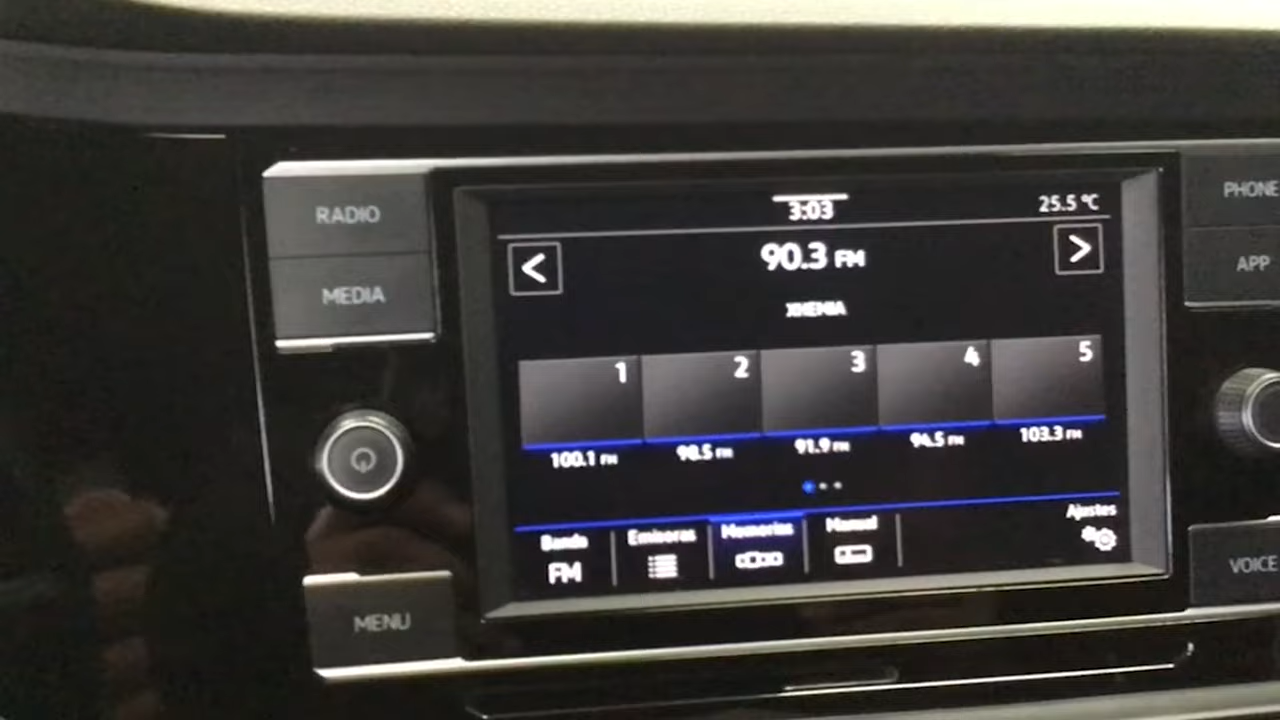 RADIO
MEDIA
MENU
3:03
25.5 °C
<
90.3 FM
>
XHEMIA
1 2 3 4 5
100.1 FM 98.5 FM 91.9 FM 94.5 FM 103.3 FM
Banda Emisoras Memorias Manual Ajustes
FM
PHONE
APP
VOICE